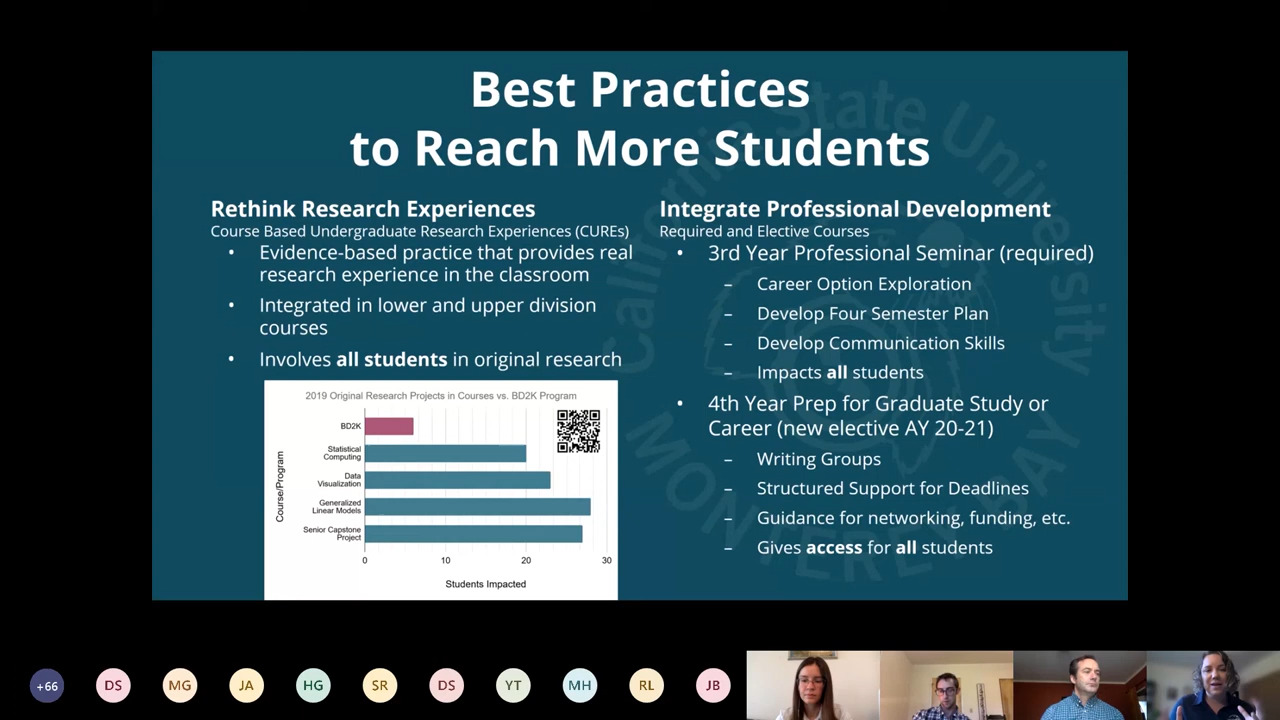 Best Practices
to Reach More Students
Rethink Research Experiences
Course Based Undergraduate Research Experiences (CUREs)
• Evidence-based practice that provides real
research experience in the classroom
• Integrated in lower and upper division
courses
• Involves all students in original research
2019 Original Research Projects in Courses vs. BD2K Program
Course/Program
BD2K
Statistical
Computing
Data
Visualization
Generalized
Linear Models
Senior Capstone
Project
0 10 20 30
Students Impacted
Integrate Professional Development
Required and Elective Courses
• 3rd Year Professional Seminar (required)
– Career Option Exploration
– Develop Four Semester Plan
– Develop Communication Skills
– Impacts all students
• 4th Year Prep for Graduate Study or
Career (new elective AY 20-21)
– Writing Groups
– Structured Support for Deadlines
– Guidance for networking, funding, etc.
– Gives access for all students
California State University
+66 DS MG JA HG SR DS YT MH RL JB